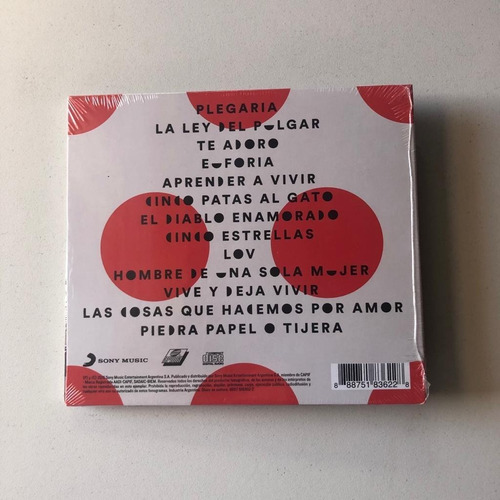 PLEGARIA
LA LEY DEL PULGAR
TE ADORO
EUFORIA
APRENDER A VIVIR
CINCO PATAS AL GATO
EL DIABLO ENAMORADO
CINCO ESTRELLAS
LOV
HOMBRE DE UNA SOLA MUJER
VIVE Y DEJA VIVIR
LAS COSAS QUE HACEMOS POR AMOR
PIEDRA PAPEL O TIJERA
SONY MUSIC
disc
8 88751 83622